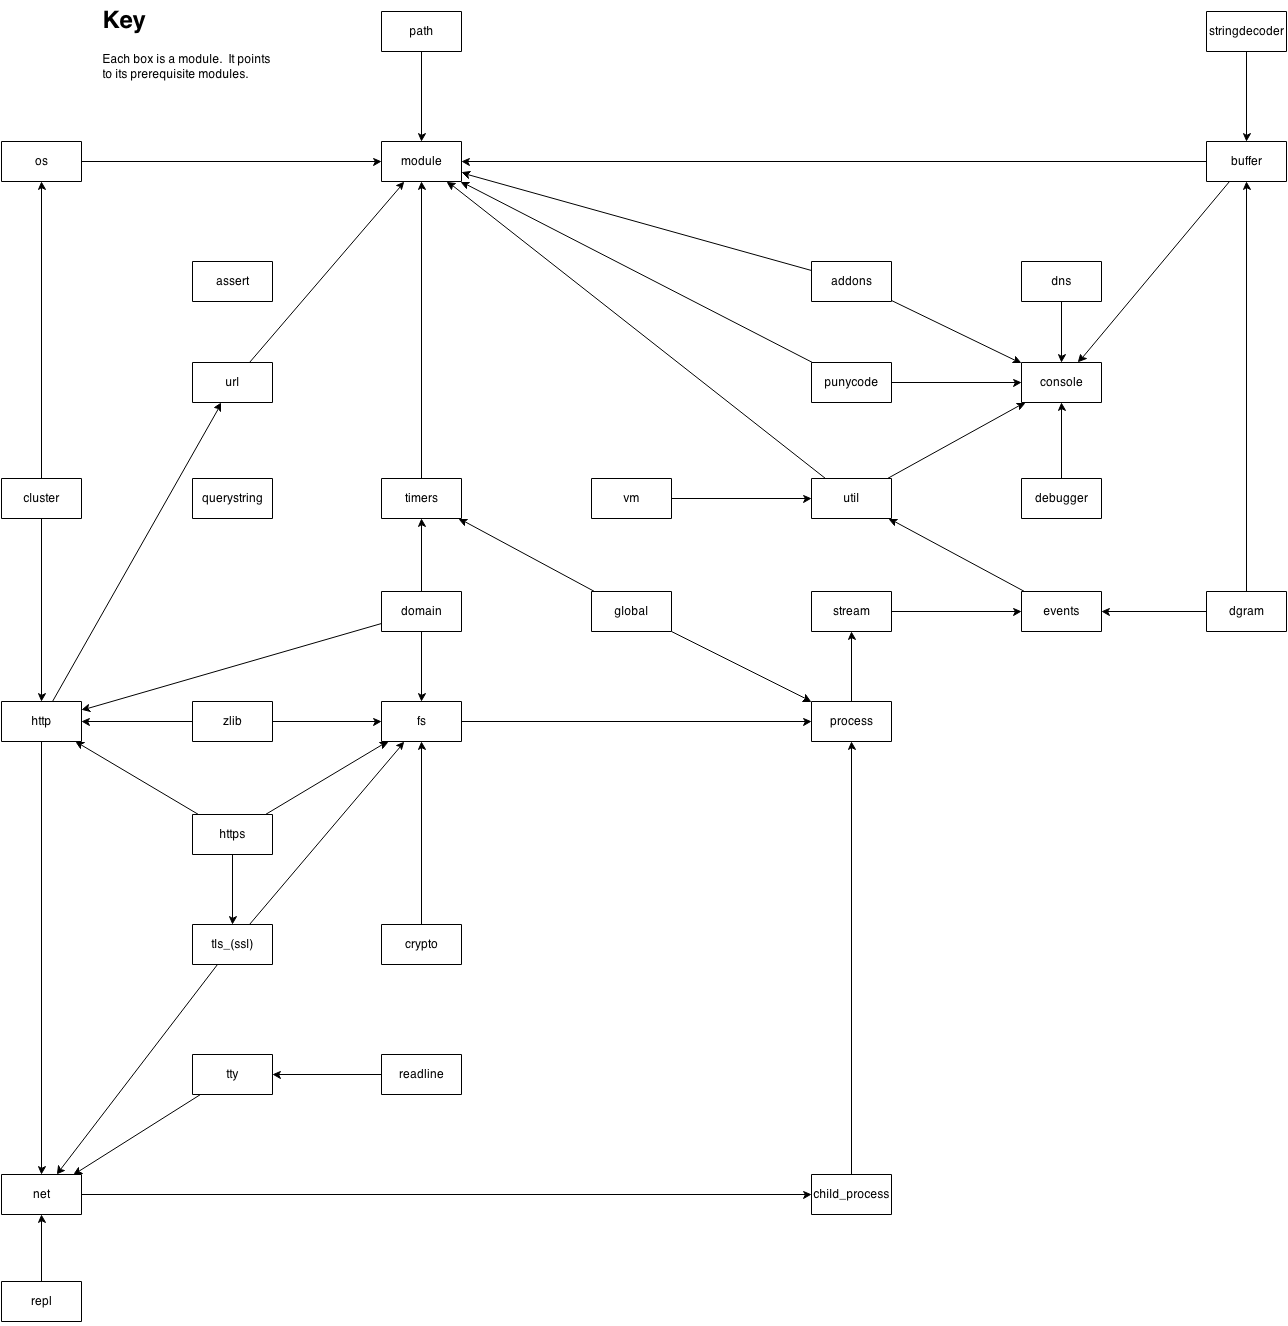 Key
Each box is a module. It points
to its prerequisite modules.
path
stringdecoder
os
module
buffer
assert
addons
dns
url
punycode
console
cluster
querystring
timers
vm
util
debugger
domain
global
stream
events
dgram
http
zlib
fs
process
https
tls_(ssl)
crypto
tty
readline
net
child_process
repl